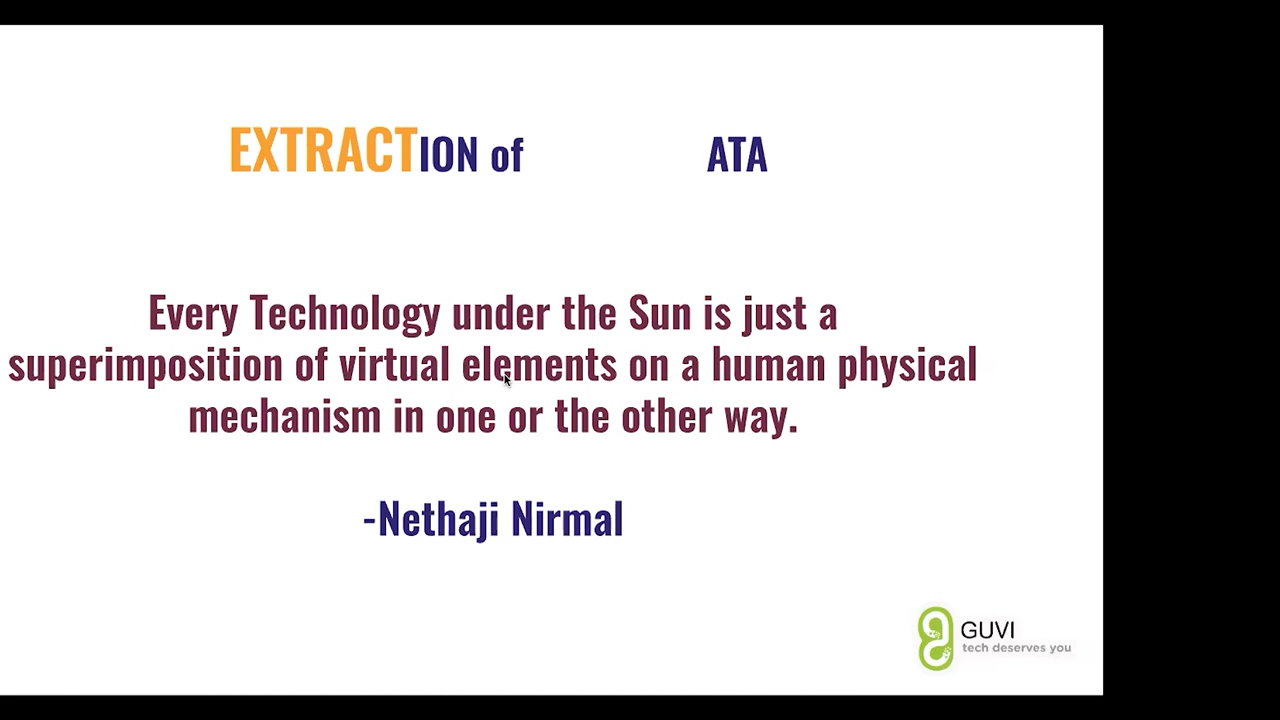 EXTRACTION of ATA
Every Technology under the Sun is just a
superimposition of virtual elements on a human physical
mechanism in one or the other way.
-Nethaji Nirmal
GUVI
tech deserves you